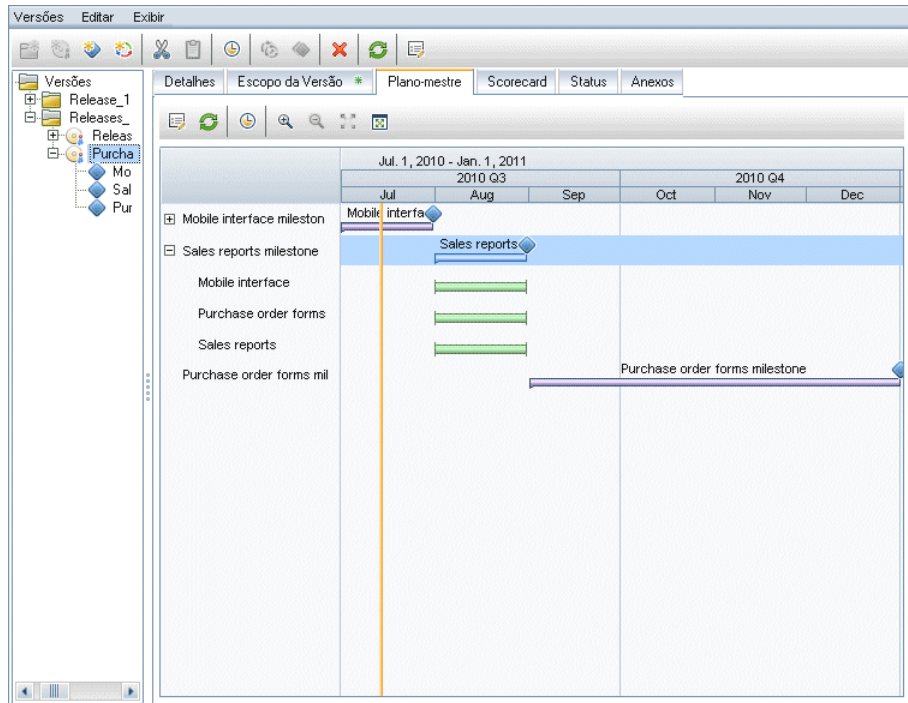 Versões Editar Exibir
Versões
Release_1
Releases_
Releas
Purcha
Mo
Sal
Pur
Detalhes Escopo da Versão * Plano-mestre Scorecard Status Anexos
Jul. 1, 2010 - Jan. 1, 2011
2010 Q3 2010 Q4
Jul Aug Sep Oct Nov Dec
Mobile interface mileston Mobile interfa
Sales reports milestone Sales reports
Mobile interface
Purchase order forms
Sales reports
Purchase order forms mil Purchase order forms milestone